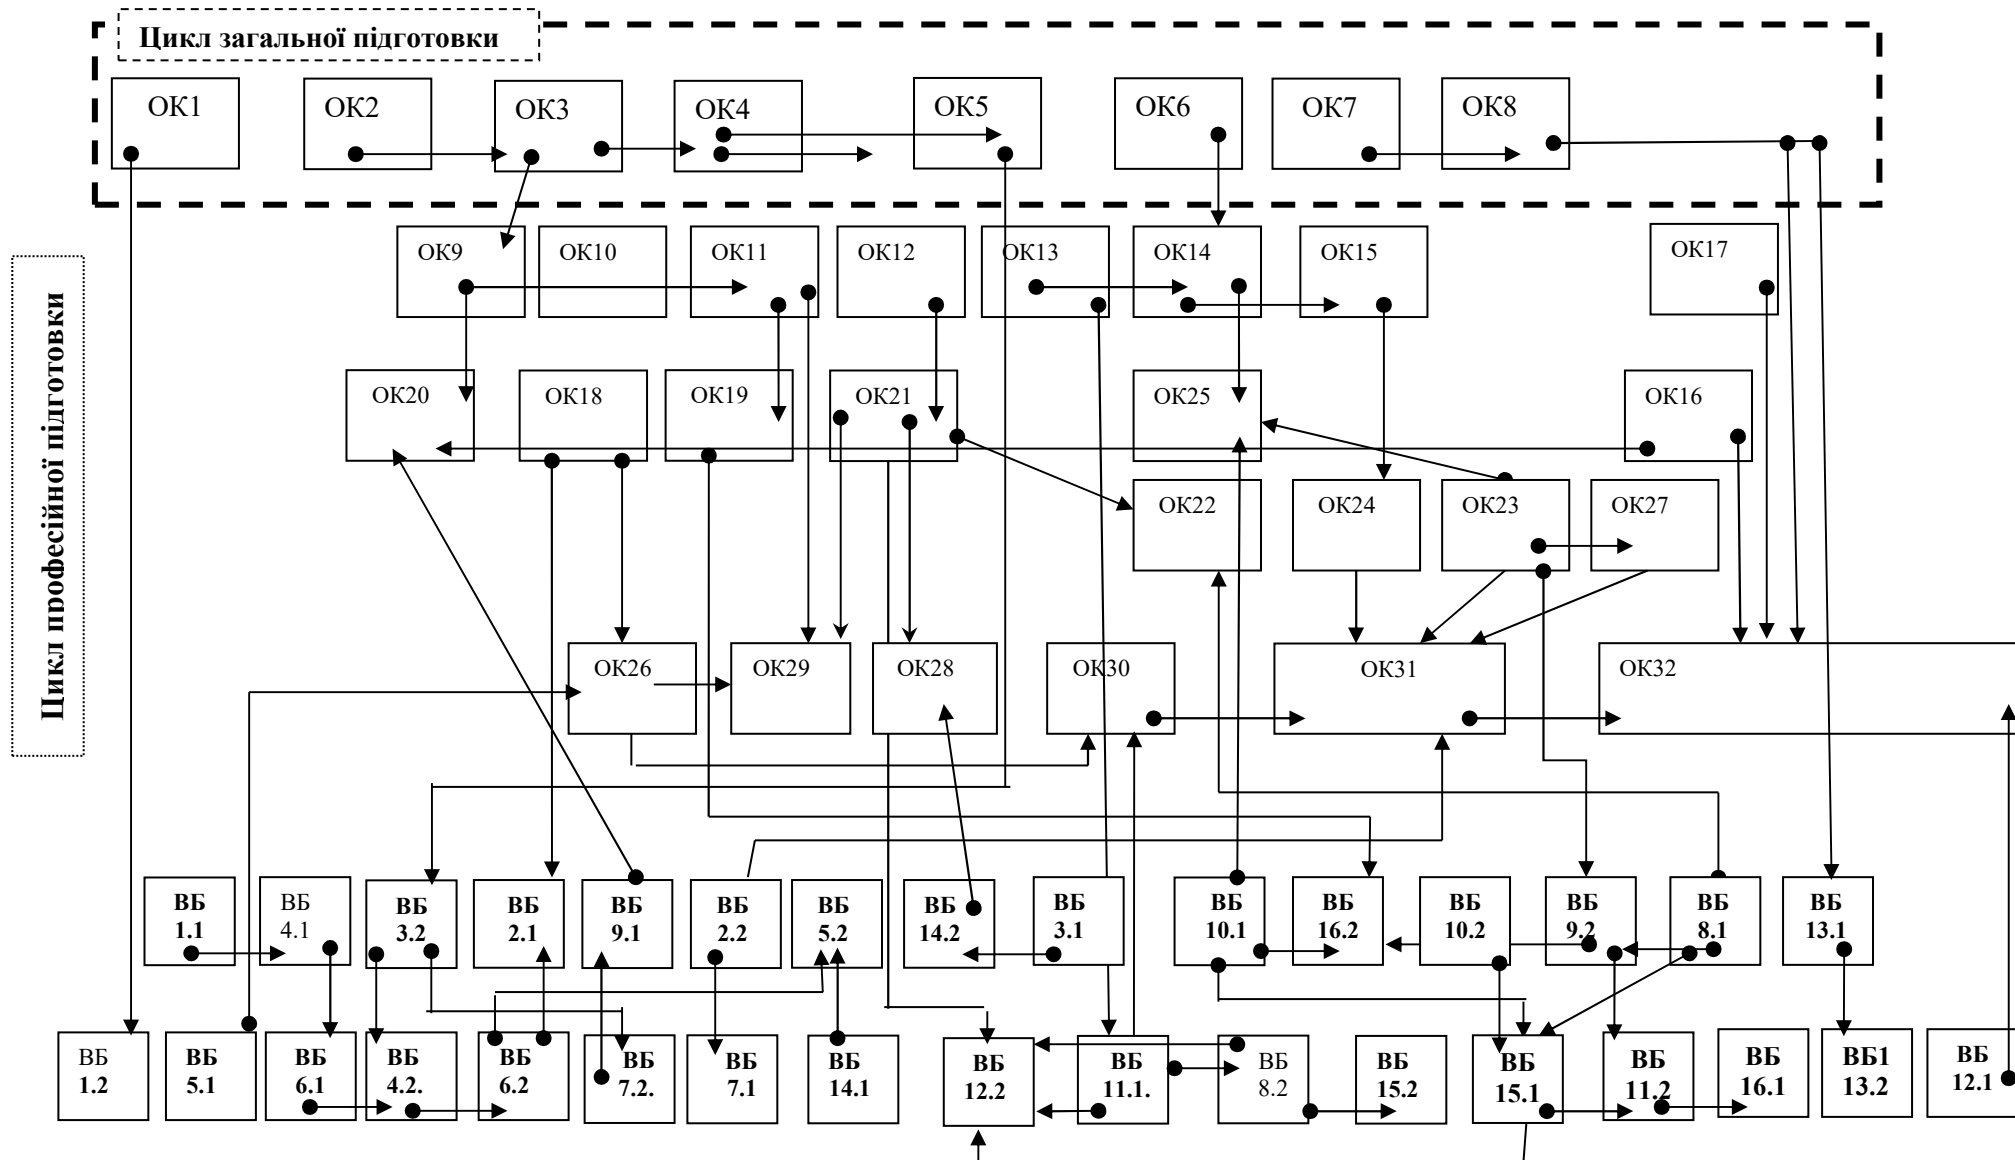 Цикл загальної підготовки
ОК1
ОК2
ОК3
ОК4
ОК5
ОК6
ОК7
ОК8
Цикл професійної підготовки
ОК9
ОК10
ОК11
ОК12
ОК13
ОК14
ОК15
ОК17
ОК20
ОК18
ОК19
ОК21
ОК25
ОК16
ОК22
ОК24
ОК23
ОК27
ОК26
ОК29
ОК28
ОК30
ОК31
ОК32
ВБ
1.1
ВБ
4.1
ВБ
3.2
ВБ
2.1
ВБ
9.1
ВБ
2.2
ВБ
5.2
ВБ
14.2
ВБ
3.1
ВБ
10.1
ВБ
16.2
ВБ
10.2
ВБ
9.2
ВБ
8.1
ВБ
13.1
ВБ
1.2
ВБ
5.1
ВБ
6.1
ВБ
4.2.
ВБ
6.2
ВБ
7.2.
ВБ
7.1
ВБ
14.1
ВБ
12.2
ВБ
11.1.
ВБ
8.2
ВБ
15.2
ВБ
15.1
ВБ
11.2
ВБ
16.1
ВБ1
13.2
ВБ
12.1